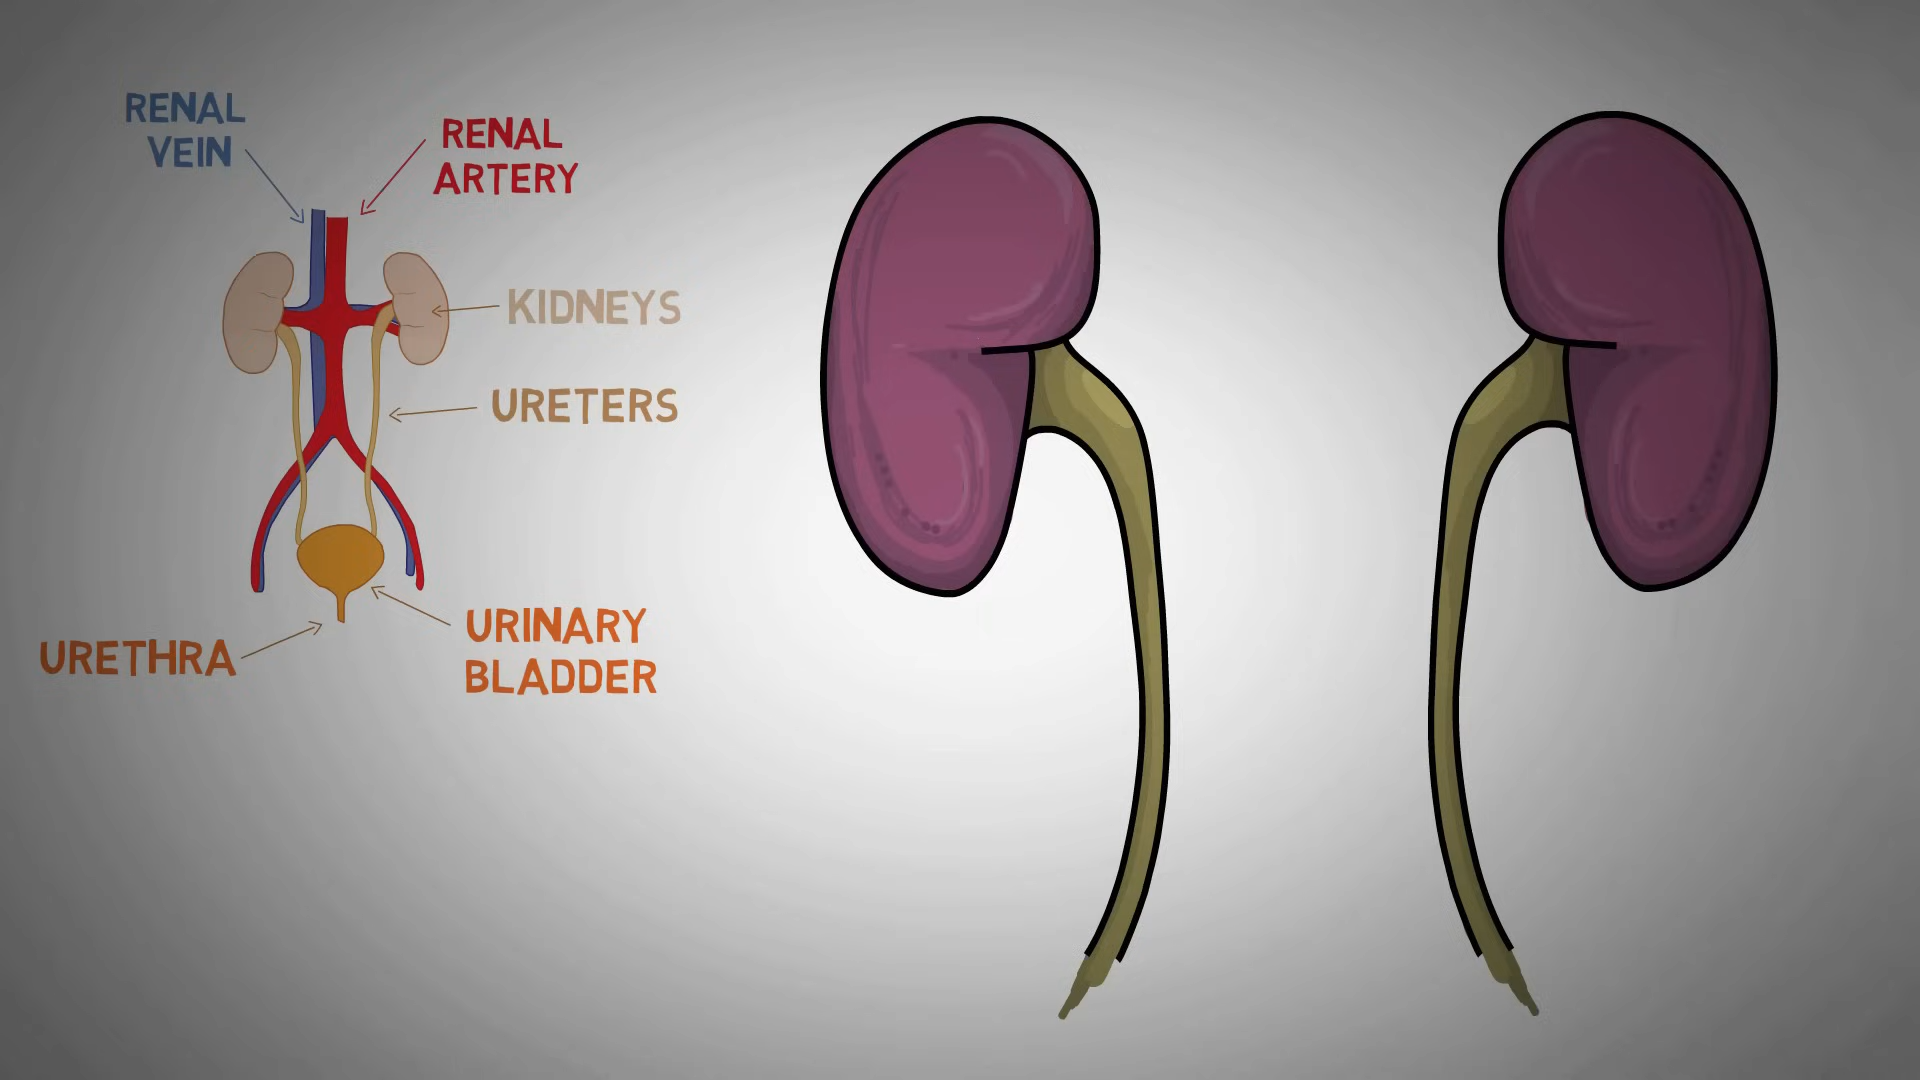 RENAL
VEIN
RENAL
ARTERY
KIDNEYS
URETERS
URINARY
BLADDER
URETHRA